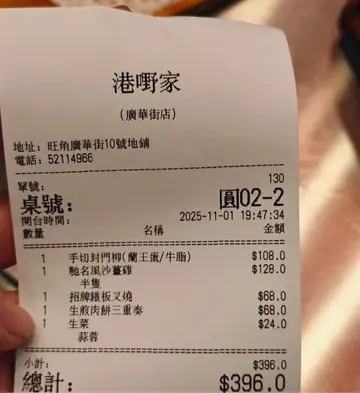 港嘢家
(廣華街店)
地址: 旺角廣華街10號地鋪
電話: 52114966
130
單號:
桌號: 圓02-2
開台時間: 2025-11-01 19:47:34
數量 名稱 金額
1 手切封門柳(蘭王蛋/牛脂) $108.0
1 馳名風沙薑雞 $128.0
半隻
1 招牌鐵板叉燒 $68.0
1 生煎肉餅三重奏 $68.0
1 生菜 $24.0
蒜蓉
小計: $396.0
總計: $396.0